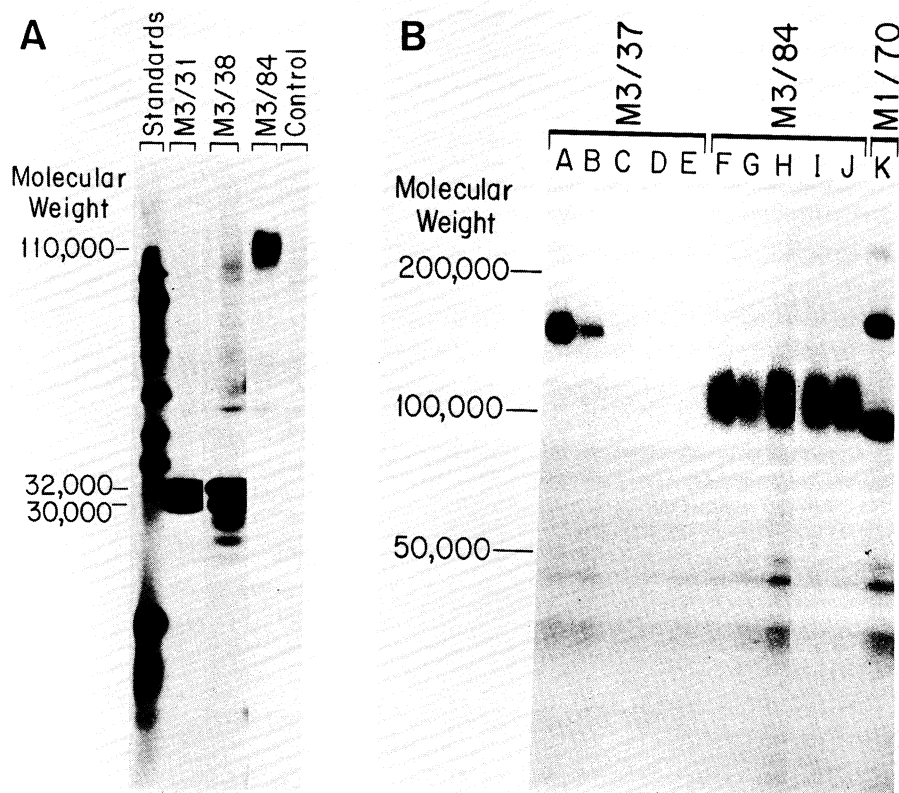 A
Standards
M3/31
M3/38
M3/84
Control
Molecular
Weight
110,000
32,000
30,000
B
M3/37
M3/84
M1/70
A B C D E F G H I J K
Molecular
Weight
200,000
100,000
50,000